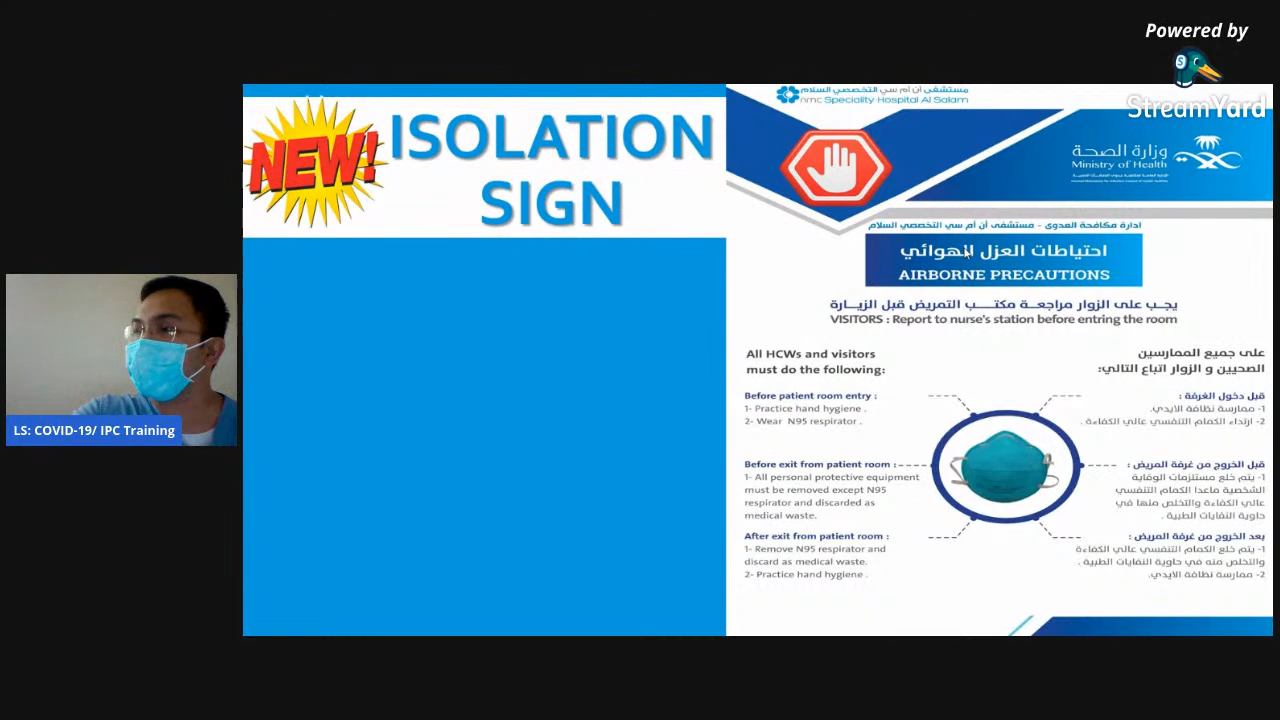 Powered by
StreamYard
NEW!
ISOLATION
SIGN
مستشفى أن أم سي التخصصي السلام
nmc Speciality Hospital Al Salam
وزارة الصحة
Ministry of Health
ادارة مكافحة العدوى - مستشفى أن أم سي التخصصي السلام
احتياطات العزل الهوائي
AIRBORNE PRECAUTIONS
يجب على الزوار مراجعة مكتب التمريض قبل الزيارة
VISITORS : Report to nurse's station before entring the room
All HCWs and visitors
must do the following:
على جميع الممارسين
الصحيين و الزوار اتباع التالي:
Before patient room entry :
1- Practice hand hygiene .
2- Wear N95 respirator .
قبل دخول الغرفة :
1- ممارسة نظافة الايدي.
2- ارتداء الكمام التنفسي عالي الكفاءة .
Before exit from patient room :
1- All personal protective equipment
must be removed except N95
respirator and discarded as
medical waste.
قبل الخروج من غرفة المريض :
1- يتم خلع مستلزمات الوقاية
الشخصية ماعدا الكمام التنفسي
عالي الكفاءة والتخلص منها في
حاوية النفايات الطبية .
After exit from patient room :
1- Remove N95 respirator and
discard as medical waste.
2- Practice hand hygiene .
بعد الخروج من غرفة المريض :
1- يتم خلع الكمام التنفسي عالي الكفاءة
والتخلص منه في حاوية النفايات الطبية .
2- ممارسة نظافة الايدي.
LS: COVID-19/ IPC Training